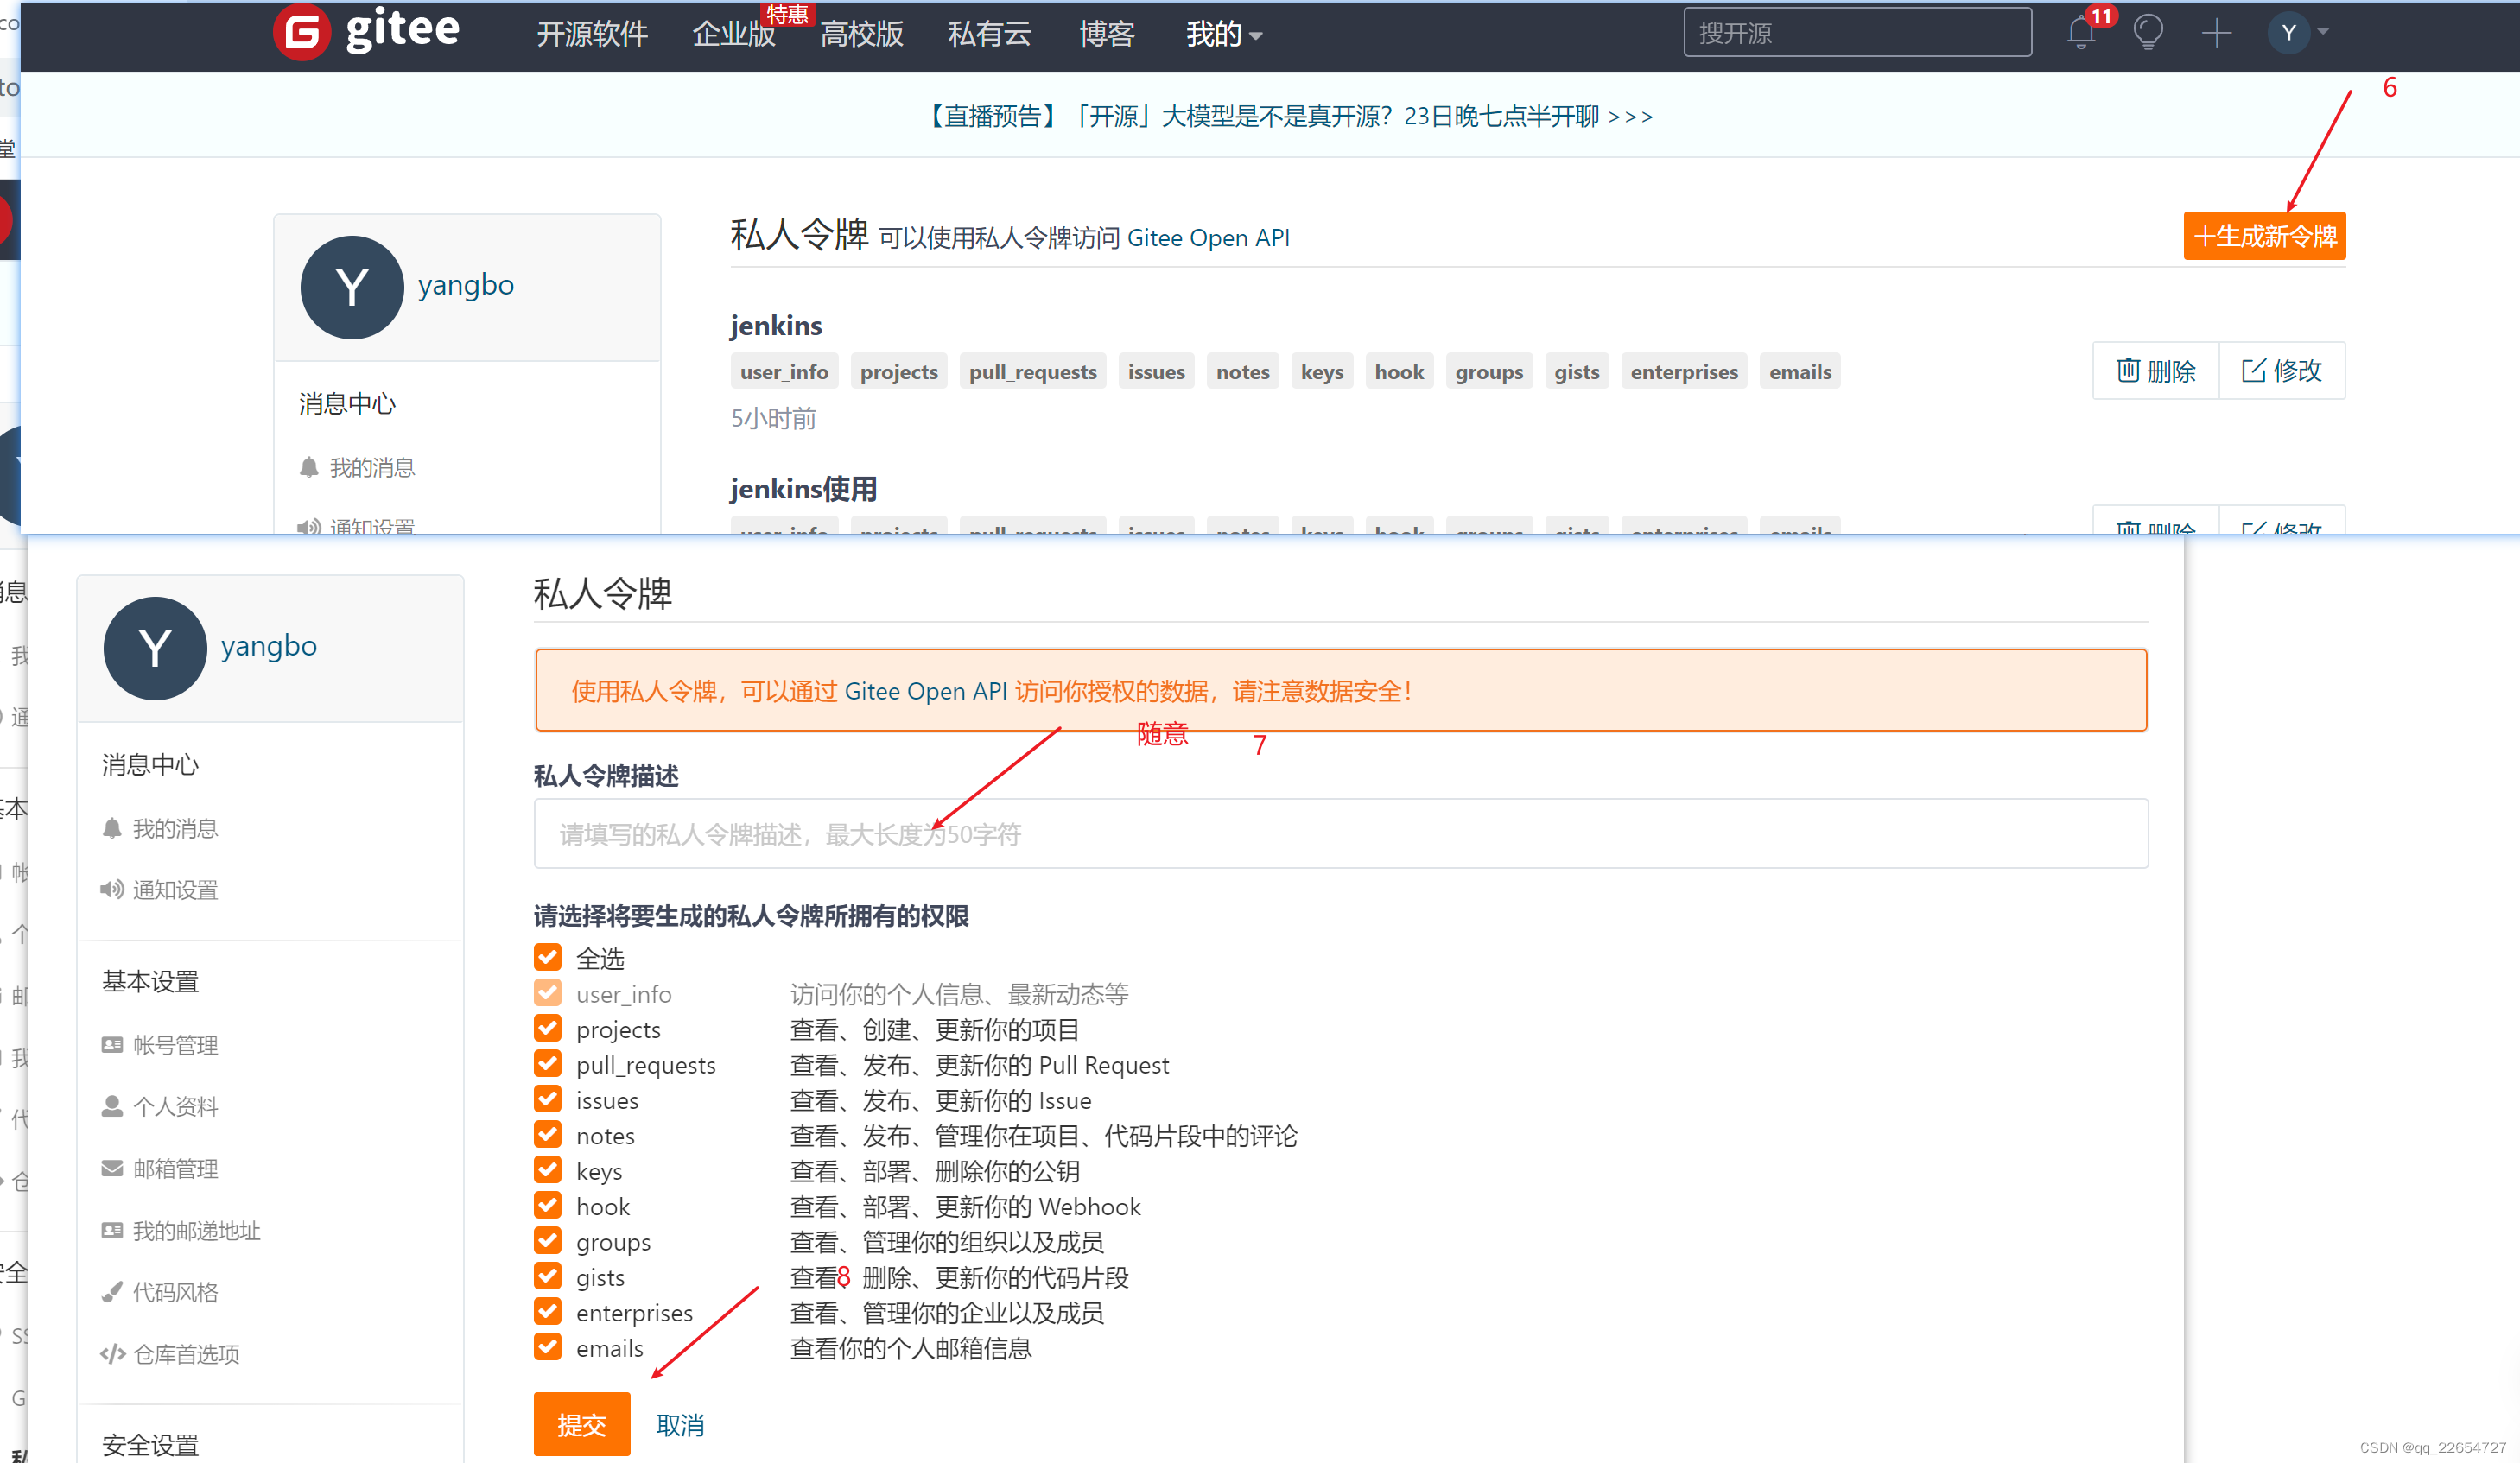 gitee
开源软件 企业版 特惠 高校版 私有云 博客 我的 搜开源 11 Y
6
【直播预告】「开源」大模型是不是真开源？23日晚七点半开聊 >>>
私人令牌 可以使用私人令牌访问 Gitee Open API
+生成新令牌
Y yangbo
消息中心
我的消息
通知设置
jenkins
user_info projects pull_requests issues notes keys hook groups gists enterprises emails
删除 修改
5小时前
jenkins使用
user_info projects pull_requests issues notes keys hook groups gists enterprises emails
删除 修改
Y yangbo
消息中心
我的消息
通知设置
基本设置
帐号管理
个人资料
邮箱管理
我的邮递地址
代码风格
仓库首选项
安全设置
私人令牌
使用私人令牌，可以通过 Gitee Open API 访问你授权的数据，请注意数据安全！
随意 7
私人令牌描述
请填写的私人令牌描述，最大长度为50字符
请选择将要生成的私人令牌所拥有的权限
全选
user_info 访问你的个人信息、最新动态等
projects 查看、创建、更新你的项目
pull_requests 查看、发布、更新你的 Pull Request
issues 查看、发布、更新你的 Issue
notes 查看、发布、管理你在项目、代码片段中的评论
keys 查看、部署、删除你的公钥
hook 查看、部署、更新你的 Webhook
groups 查看、管理你的组织以及成员
gists 查看8 删除、更新你的代码片段
enterprises 查看、管理你的企业以及成员
emails 查看你的个人邮箱信息
提交 取消
CSDN @qq_22654727